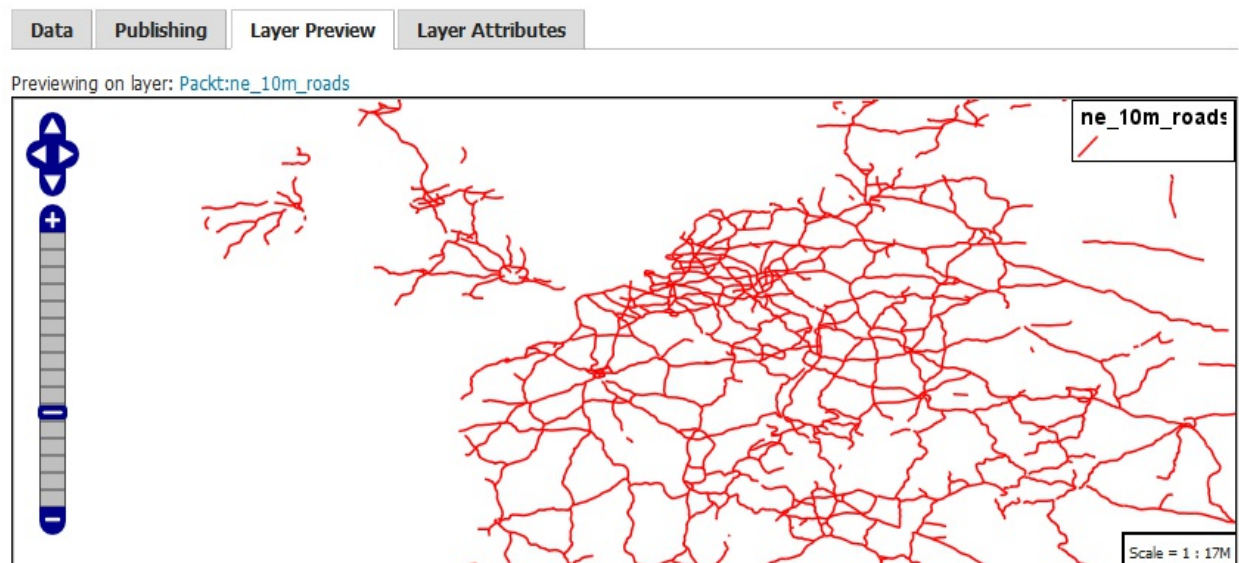 Data Publishing Layer Preview Layer Attributes
Previewing on layer: Packt:ne_10m_roads
ne_10m_roads
Scale = 1 : 17M